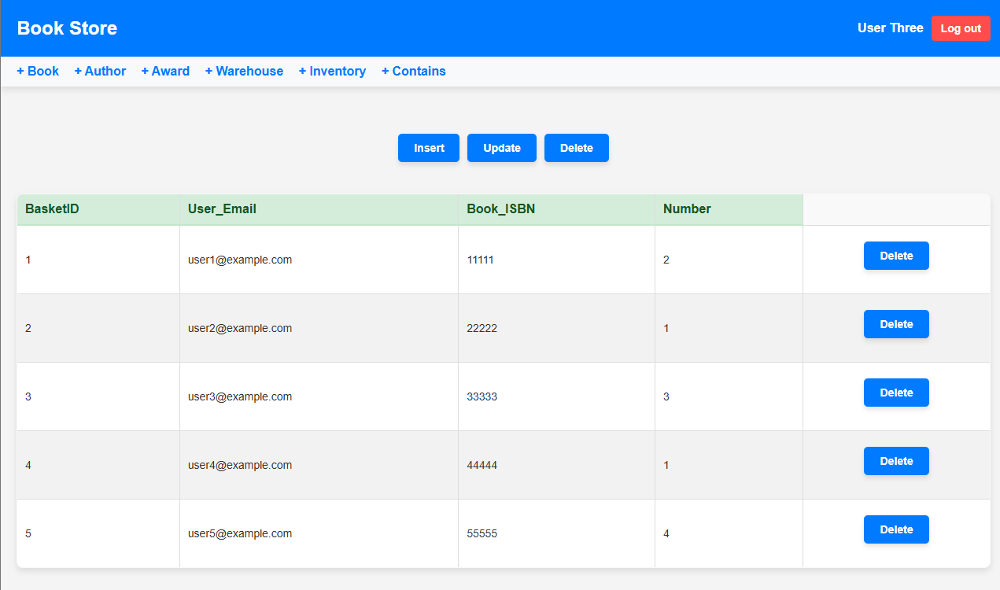 Book Store User Three Log out
+ Book + Author + Award + Warehouse + Inventory + Contains
Insert Update Delete
BasketID User_Email Book_ISBN Number
1 user1@example.com 11111 2 Delete
2 user2@example.com 22222 1 Delete
3 user3@example.com 33333 3 Delete
4 user4@example.com 44444 1 Delete
5 user5@example.com 55555 4 Delete